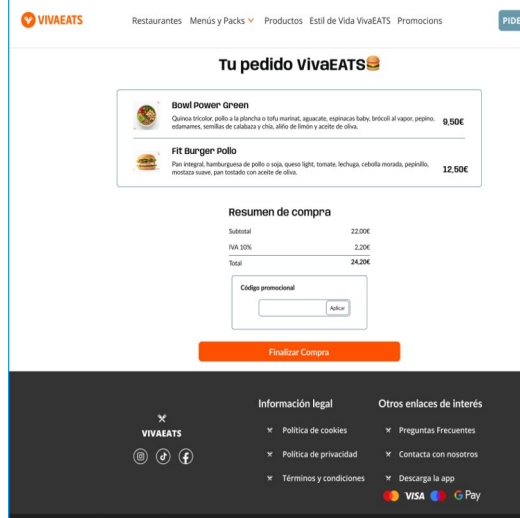 VIVAEATS
Restaurantes Menús y Packs Productos Estil de Vida VivaEATS Promocions
PIDE
Tu pedido VivaEATS
Bowl Power Green
Quinoa tricolor, pollo a la plancha o tofu marinat, aguacate, espinacas baby, brócoli al vapor, pepino,
edamames, semillas de calabaza y chía, aliño de limón y aceite de oliva.
9,50€
Fit Burger Pollo
Pan integral, hamburguesa de pollo o soja, queso light, tomate, lechuga, cebolla morada, pepinillo,
mostaza suave, pan tostado con aceite de oliva.
12,50€
Resumen de compra
Subtotal 22,00€
IVA 10% 2,20€
Total 24,20€
Código promocional
Aplicar
Finalizar Compra
VIVAEATS
Información legal
Política de cookies
Política de privacidad
Términos y condiciones
Otros enlaces de interés
Preguntas Frecuentes
Contacta con nosotros
Descarga la app
VISA G Pay